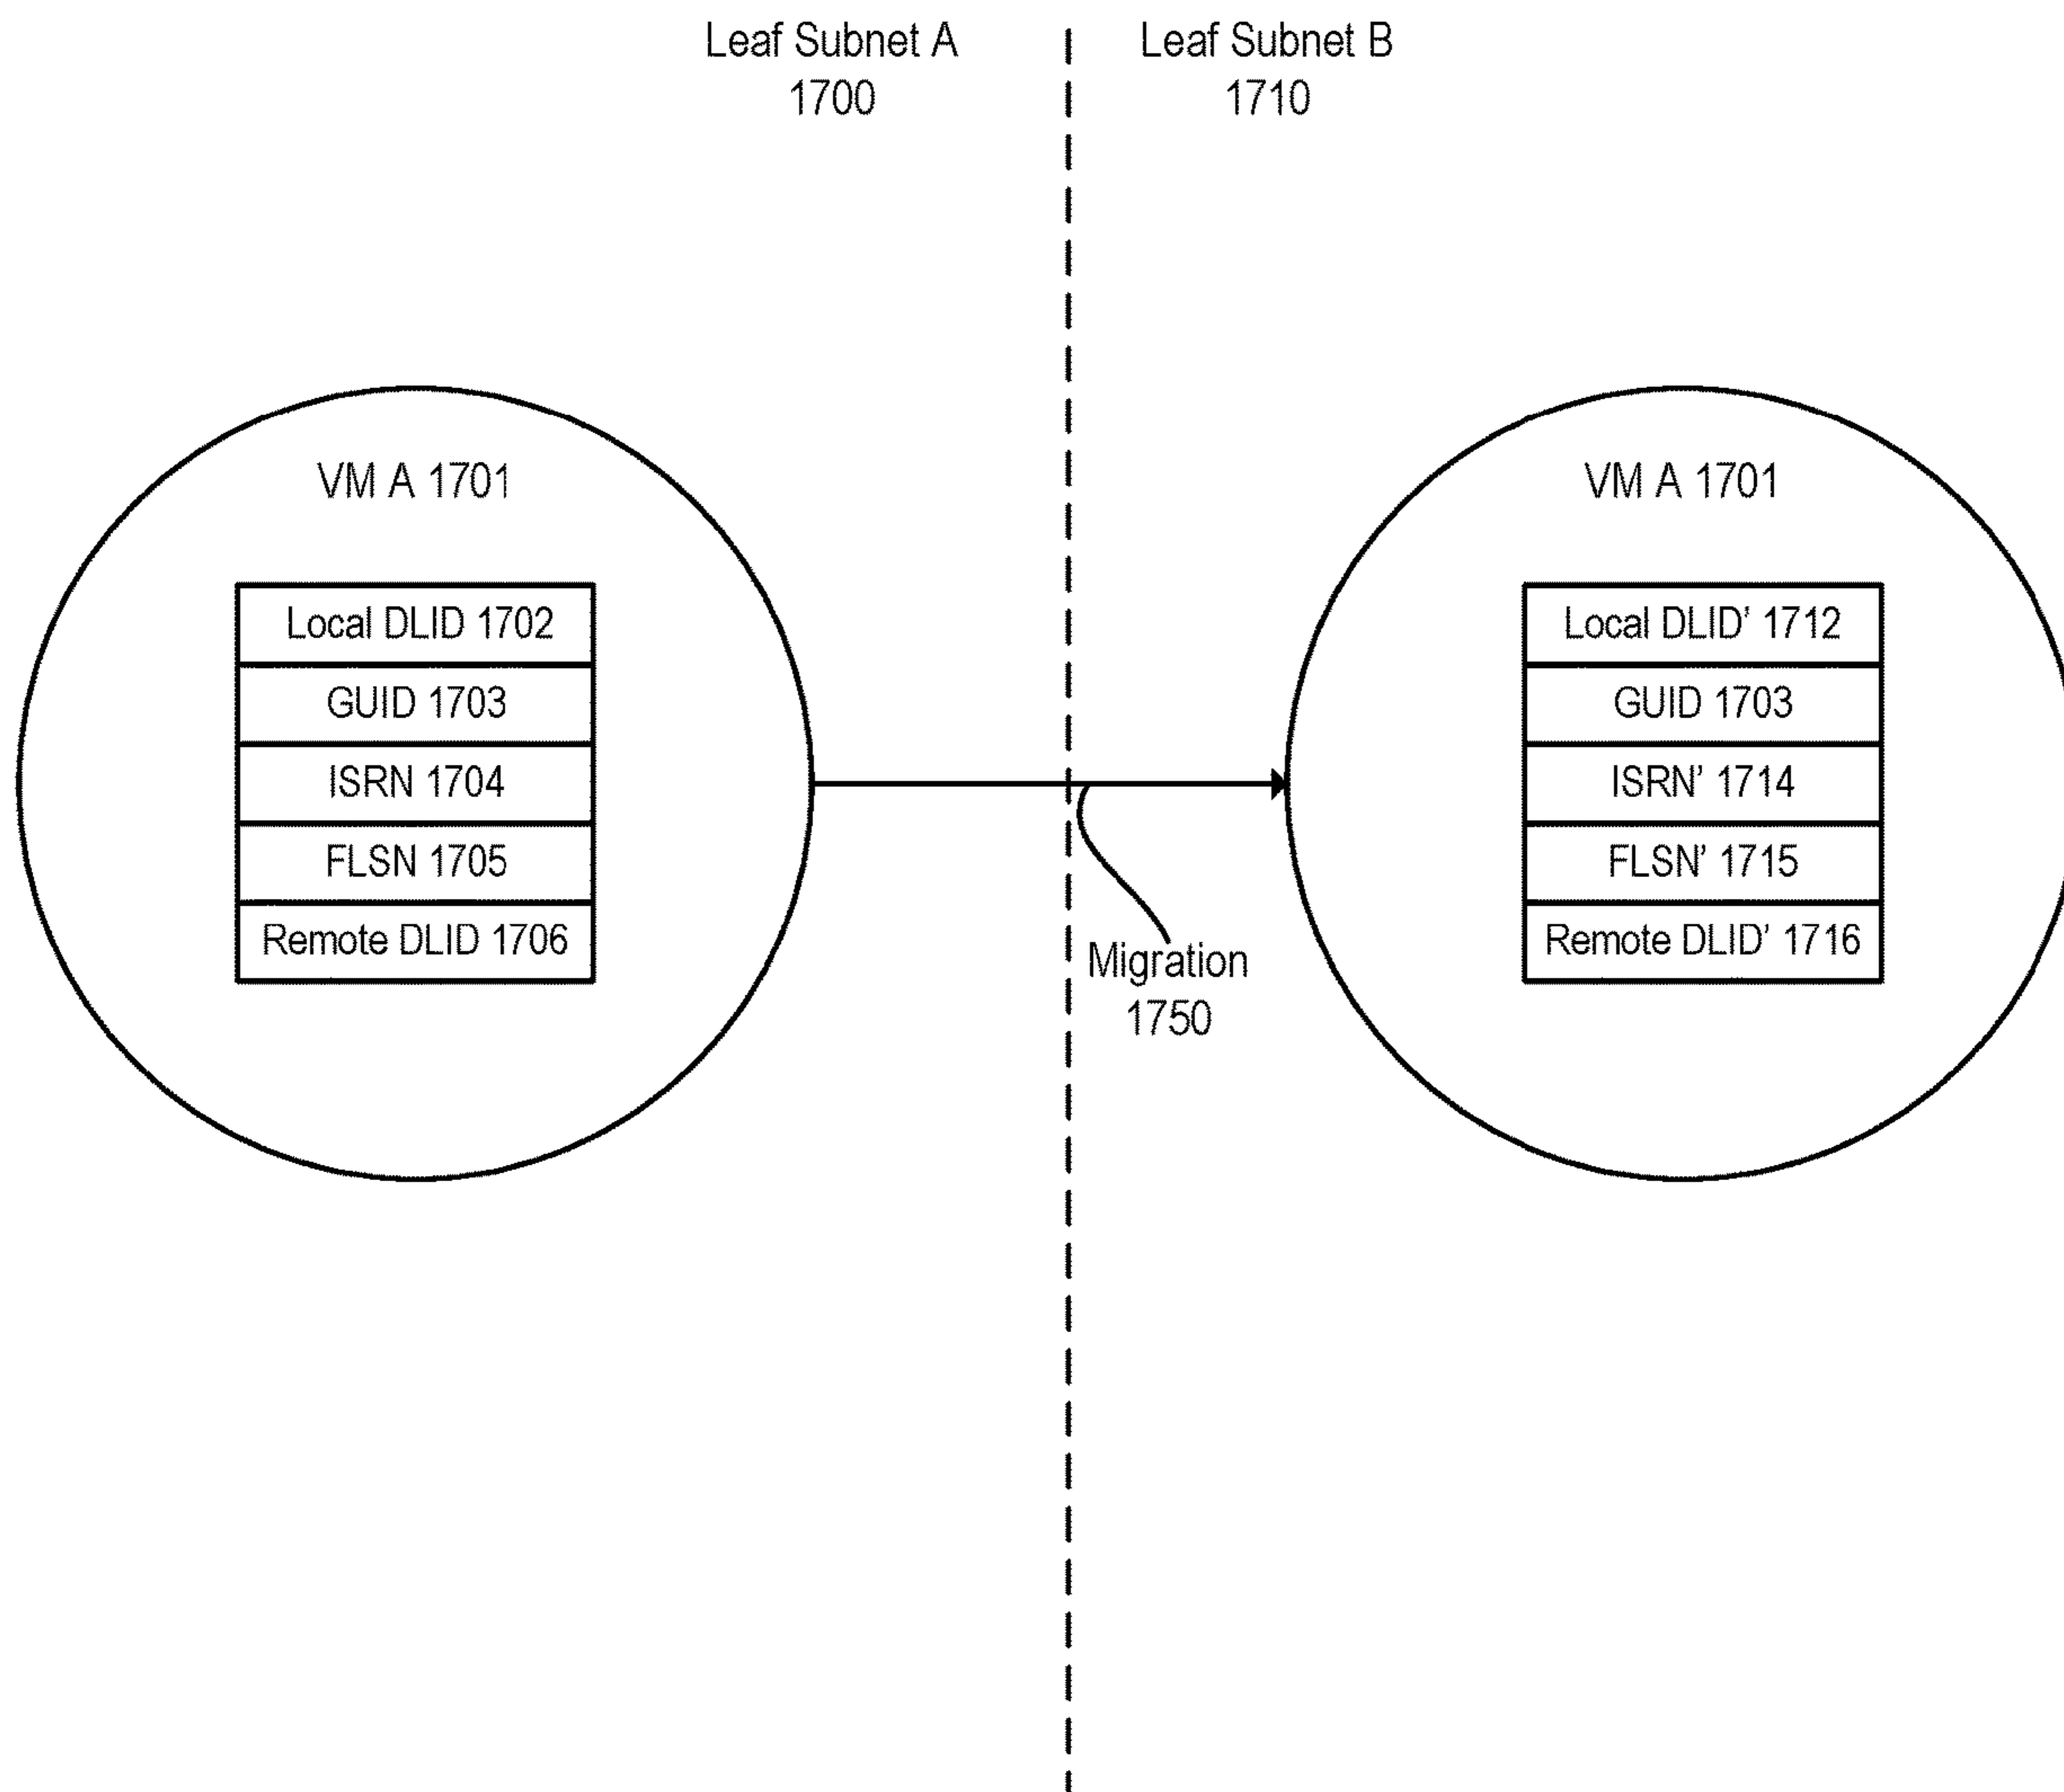 Leaf Subnet A
1700
Leaf Subnet B
1710
VM A 1701
Local DLID 1702
GUID 1703
ISRN 1704
FLSN 1705
Remote DLID 1706
Migration
1750
VM A 1701
Local DLID’ 1712
GUID 1703
ISRN’ 1714
FLSN’ 1715
Remote DLID’ 1716